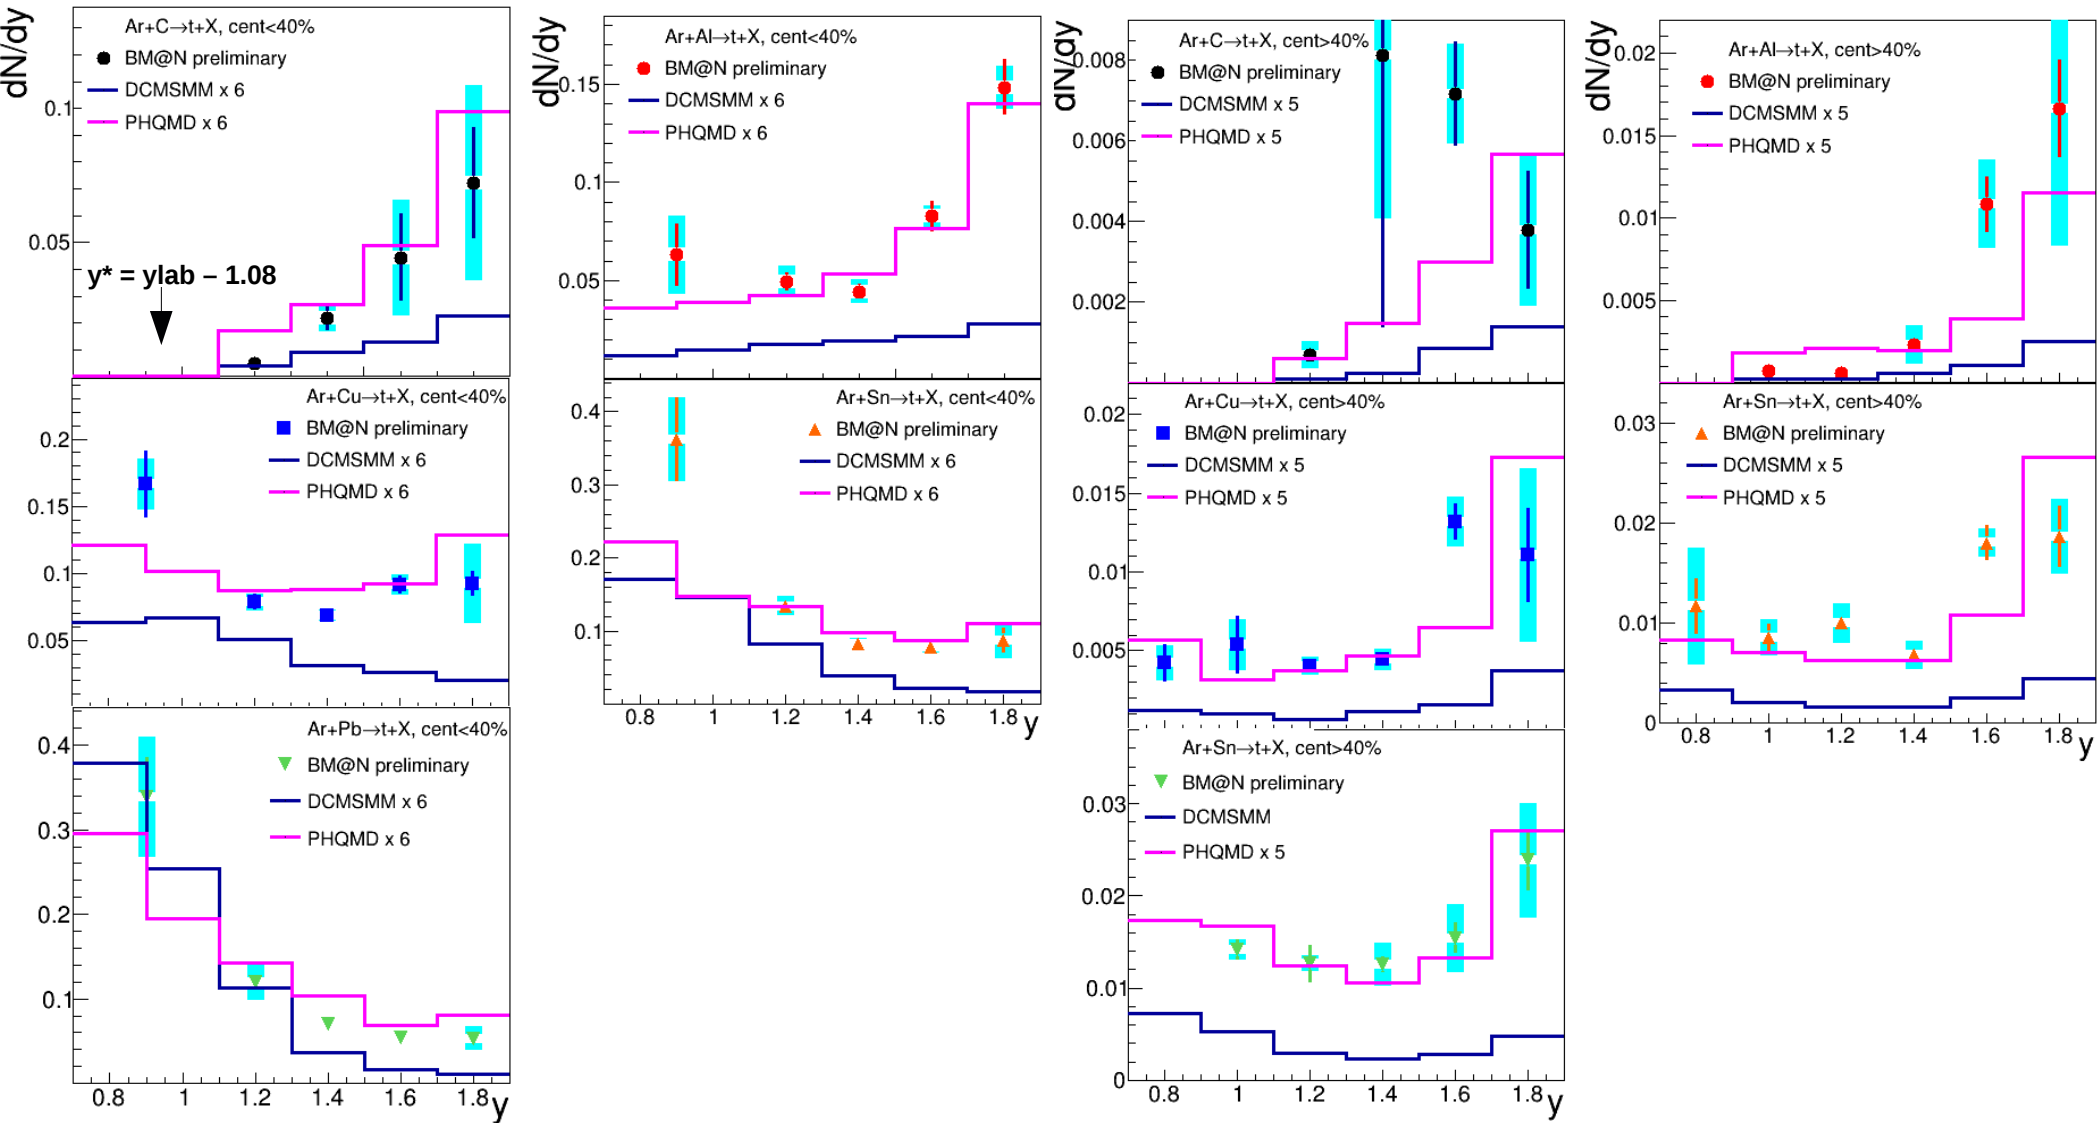 dN/dy
Ar+C→t+X, cent<40%
BM@N preliminary
DCMSMM x 6
PHQMD x 6
0.1
0.05
y* = ylab – 1.08
dN/dy
Ar+Al→t+X, cent<40%
BM@N preliminary
DCMSMM x 6
PHQMD x 6
0.15
0.1
0.05
dN/dy
Ar+C→t+X, cent>40%
BM@N preliminary
DCMSMM x 5
PHQMD x 5
0.008
0.006
0.004
0.002
dN/dy
Ar+Al→t+X, cent>40%
BM@N preliminary
DCMSMM x 5
PHQMD x 5
0.02
0.015
0.01
0.005
Ar+Cu→t+X, cent<40%
BM@N preliminary
DCMSMM x 6
PHQMD x 6
0.2
0.15
0.1
0.05
Ar+Sn→t+X, cent<40%
BM@N preliminary
DCMSMM x 6
PHQMD x 6
0.4
0.3
0.2
0.1
0.8 1 1.2 1.4 1.6 1.8
y
Ar+Cu→t+X, cent>40%
BM@N preliminary
DCMSMM x 5
PHQMD x 5
0.02
0.015
0.01
0.005
Ar+Sn→t+X, cent>40%
BM@N preliminary
DCMSMM x 5
PHQMD x 5
0.03
0.02
0.01
0
0.8 1 1.2 1.4 1.6 1.8
y
Ar+Pb→t+X, cent<40%
BM@N preliminary
DCMSMM x 6
PHQMD x 6
0.4
0.3
0.2
0.1
0.8 1 1.2 1.4 1.6 1.8
y
Ar+Sn→t+X, cent>40%
BM@N preliminary
DCMSMM
PHQMD x 5
0.03
0.02
0.01
0
0.8 1 1.2 1.4 1.6 1.8
y